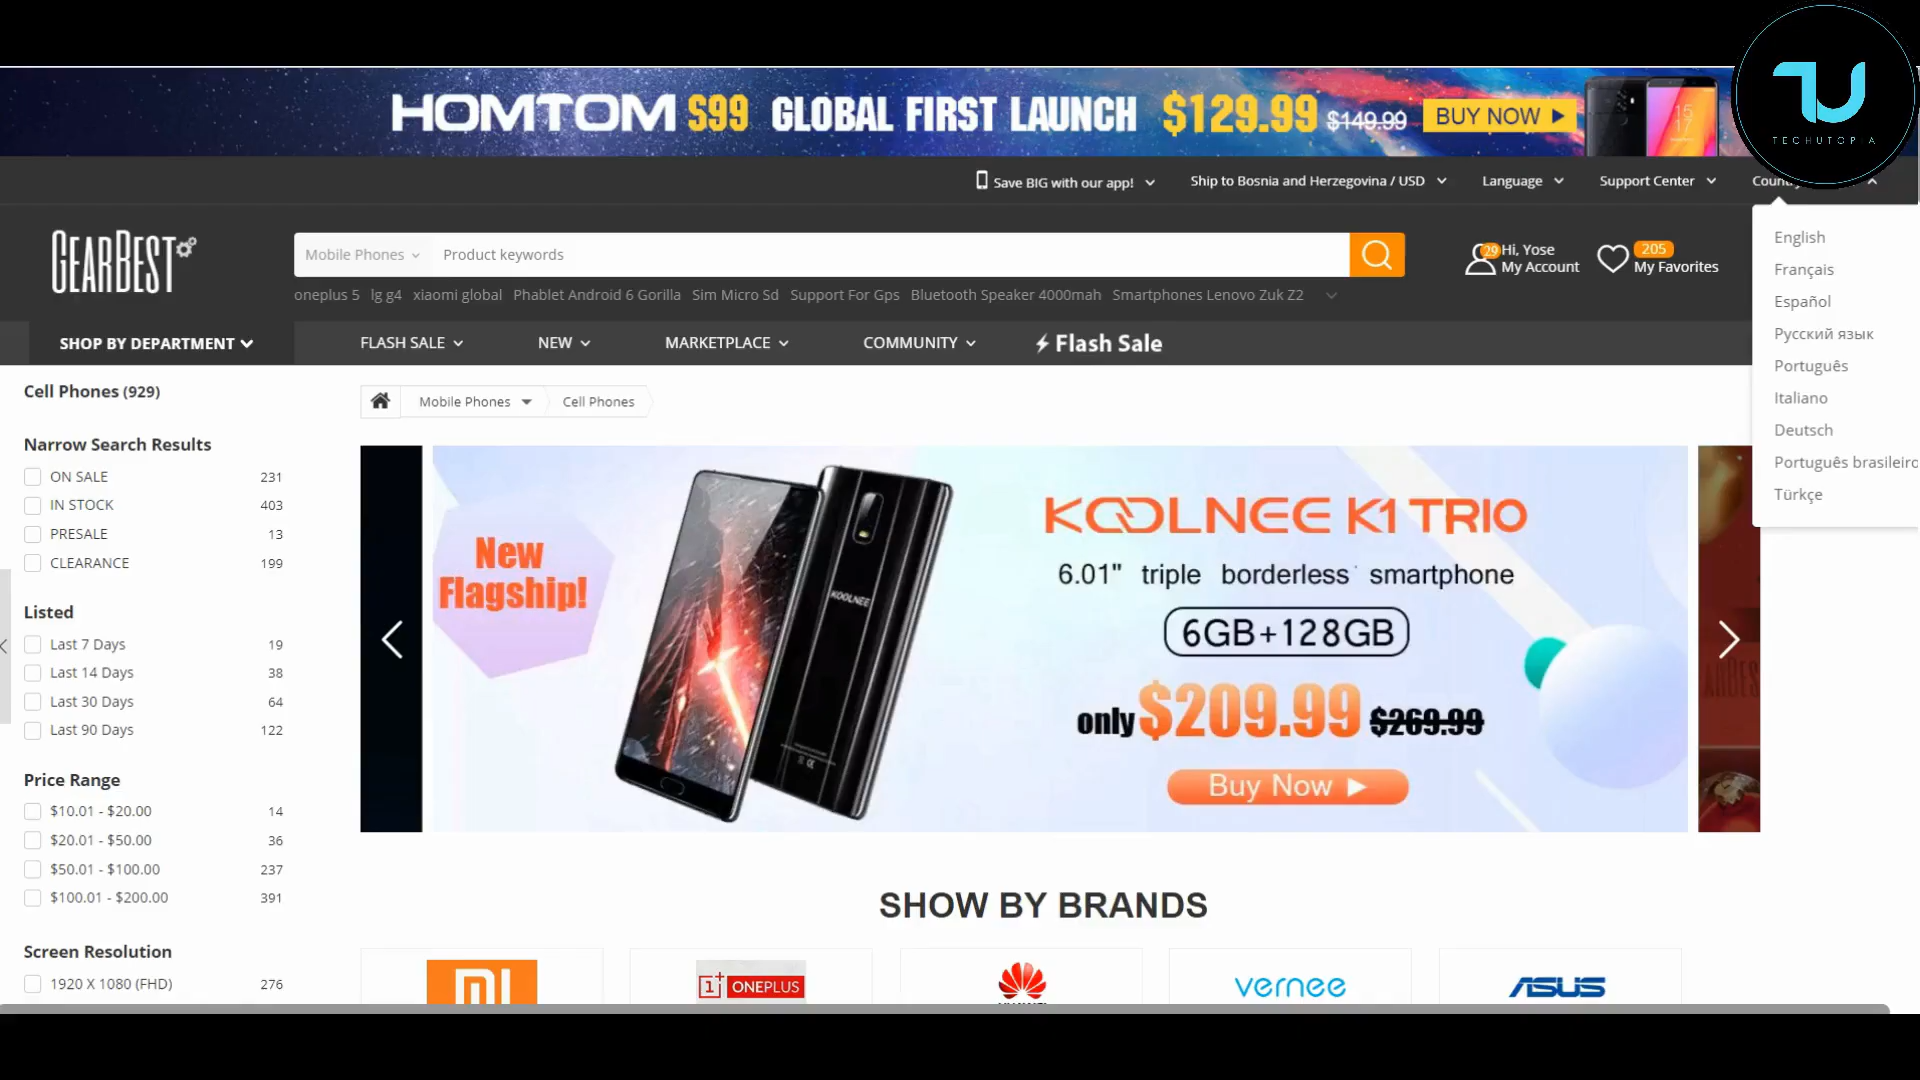 HOMTOM S99 GLOBAL FIRST LAUNCH $129.99 $149.99 BUY NOW
TU
TECHUTOPIA
Save BIG with our app! Ship to Bosnia and Herzegovina / USD Language Support Center
GEARBEST
Mobile Phones Product keywords
29 Hi, Yose
My Account
205
My Favorites
oneplus 5 lg g4 xiaomi global Phablet Android 6 Gorilla Sim Micro Sd Support For Gps Bluetooth Speaker 4000mah Smartphones Lenovo Zuk Z2
English
Français
Español
Русский язык
Português
Italiano
Deutsch
Português brasileiro
Türkçe
SHOP BY DEPARTMENT FLASH SALE NEW MARKETPLACE COMMUNITY Flash Sale
Cell Phones (929)
Narrow Search Results
ON SALE 231
IN STOCK 403
PRESALE 13
CLEARANCE 199
Listed
Last 7 Days 19
Last 14 Days 38
Last 30 Days 64
Last 90 Days 122
Price Range
$10.01 - $20.00 14
$20.01 - $50.00 36
$50.01 - $100.00 237
$100.01 - $200.00 391
Screen Resolution
1920 X 1080 (FHD) 276
Mobile Phones Cell Phones
New
Flagship!
KOOLNEE
KOOLNEE K1 TRIO
6.01" triple borderless smartphone
6GB+128GB
only $209.99 $269.99
Buy Now
SHOW BY BRANDS
MI
1+ ONEPLUS
vernee
ASUS